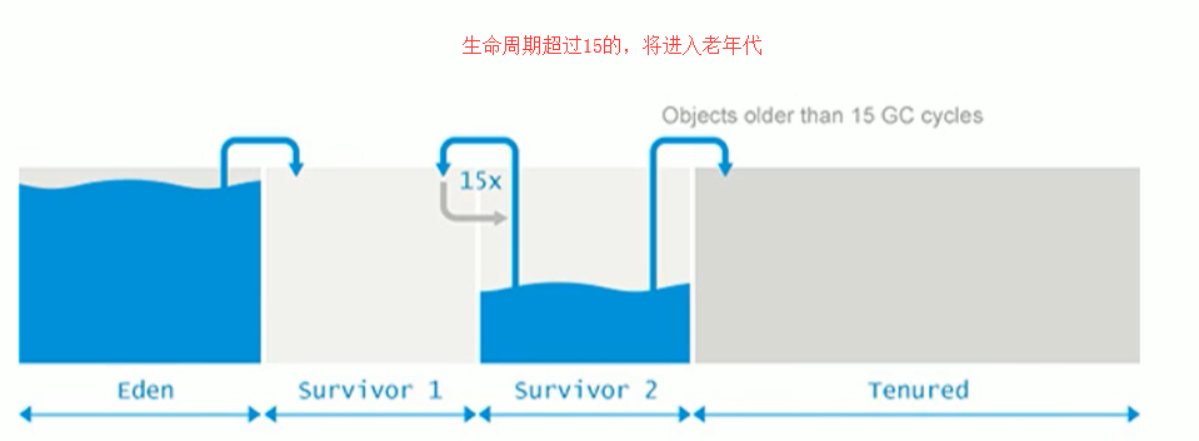 生命周期超过15的，将进入老年代
Objects older than 15 GC cycles
15x
Eden
Survivor 1
Survivor 2
Tenured